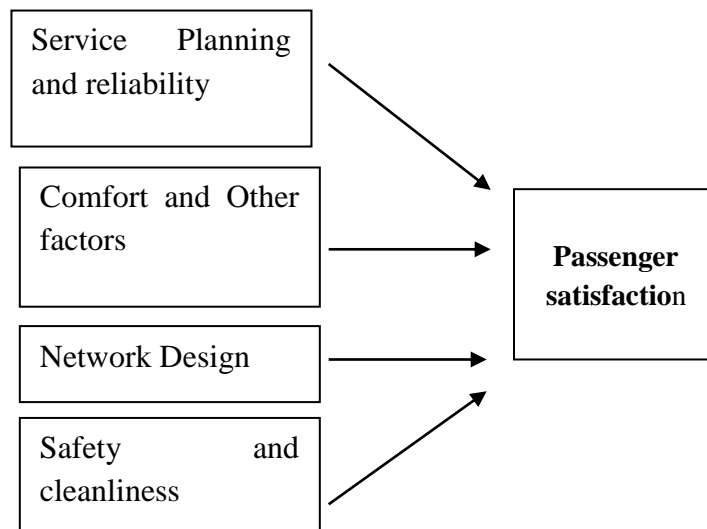 Service Planning
and reliability
Comfort and Other
factors
Passenger
satisfaction
Network Design
Safety and
cleanliness